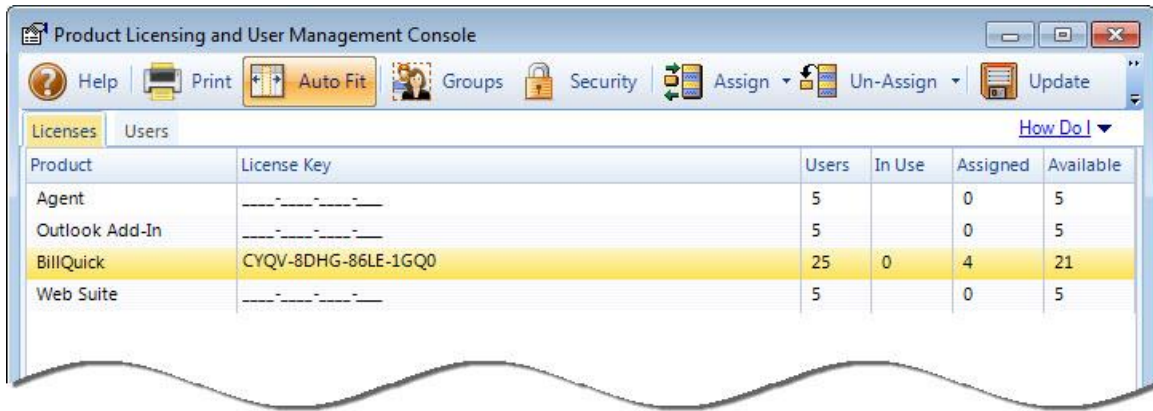 Product Licensing and User Management Console
Help Print Auto Fit Groups Security Assign Un-Assign Update
Licenses Users How Do I
Product License Key Users In Use Assigned Available
Agent ____-____-____-____ 5 0 5
Outlook Add-In ____-____-____-____ 5 0 5
BillQuick CYQV-8DHG-86LE-1GQ0 25 0 4 21
Web Suite ____-____-____-____ 5 0 5